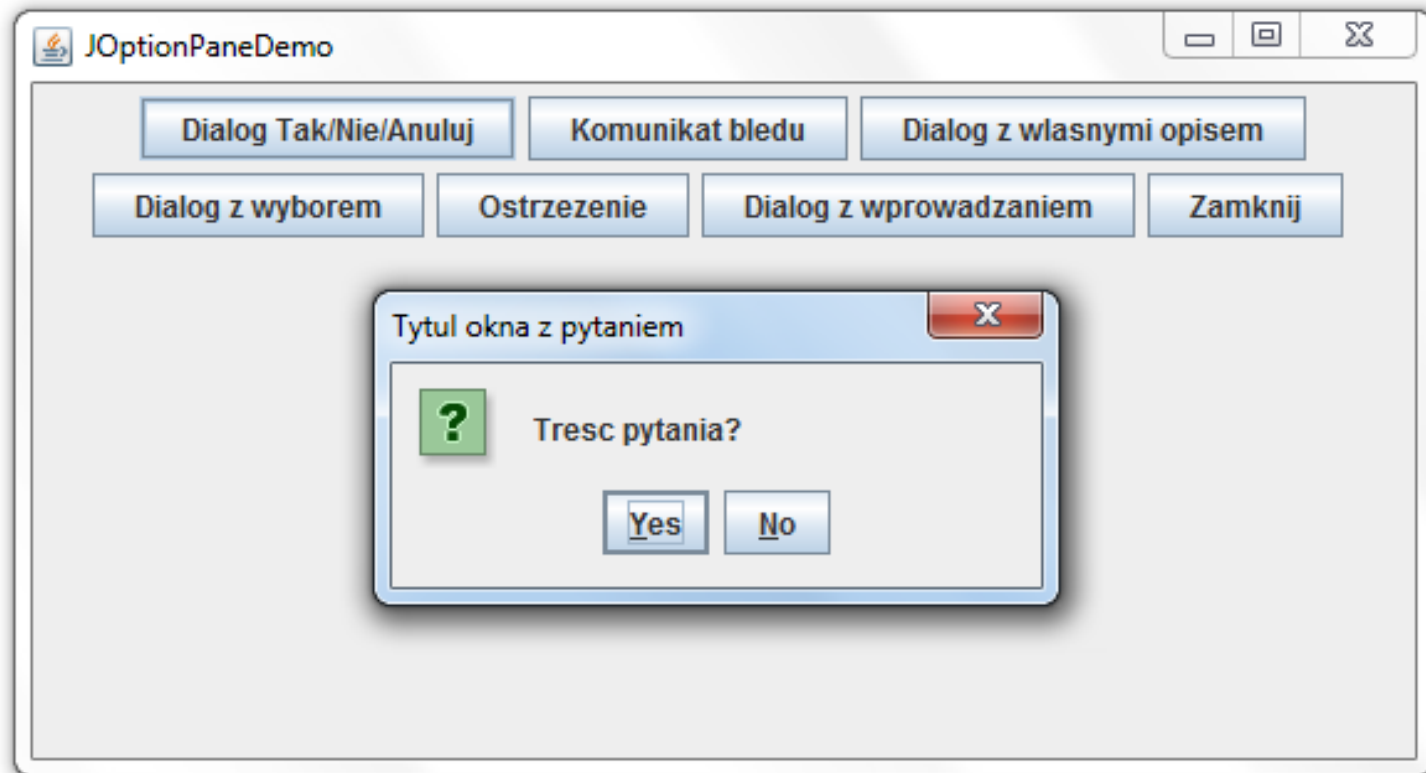 JOptionPaneDemo
Dialog Tak/Nie/Anuluj Komunikat bledu Dialog z wlasnymi opisem
Dialog z wyborem Ostrzezenie Dialog z wprowadzaniem Zamknij
Tytul okna z pytaniem
? Tresc pytania?
Yes No